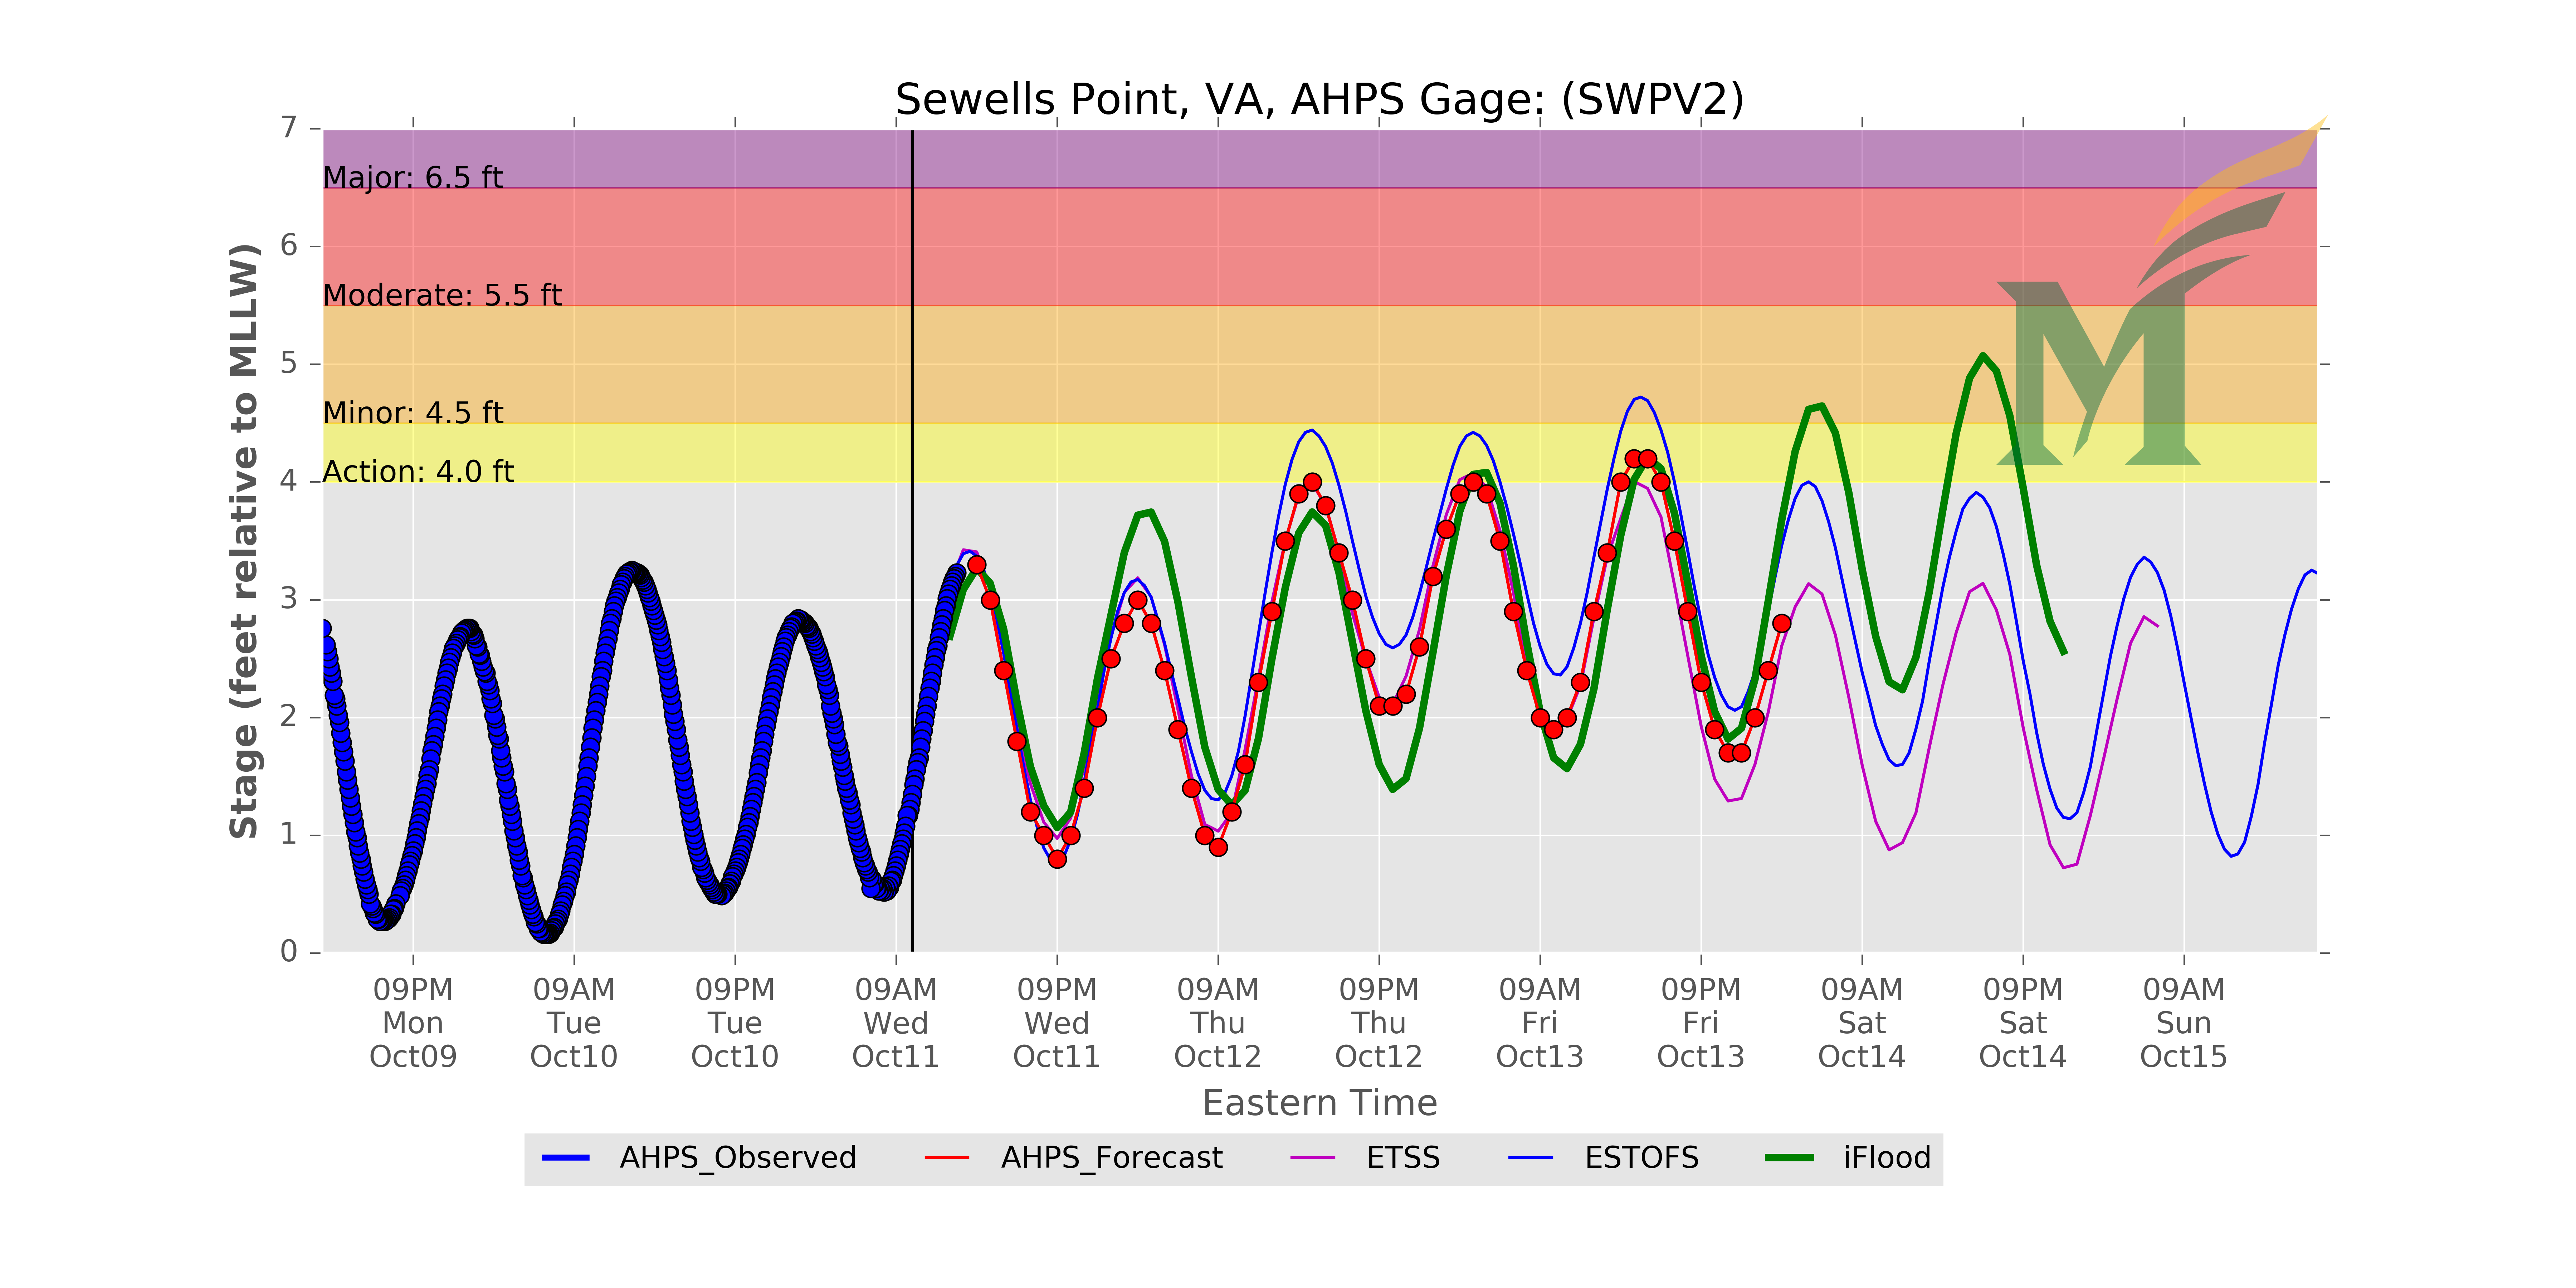 Sewells Point, VA, AHPS Gage: (SWPV2)
7
Major: 6.5 ft
6
Moderate: 5.5 ft
5
Minor: 4.5 ft
Action: 4.0 ft
4
3
2
1
0
Stage (feet relative to MLLW)
09PM 09AM 09PM 09AM 09PM 09AM 09PM 09AM 09PM 09AM 09PM 09AM
Mon Tue Tue Wed Wed Thu Thu Fri Fri Sat Sat Sun
Oct09 Oct10 Oct10 Oct11 Oct11 Oct12 Oct12 Oct13 Oct13 Oct14 Oct14 Oct15
Eastern Time
AHPS_Observed AHPS_Forecast ETSS ESTOFS iFlood
M